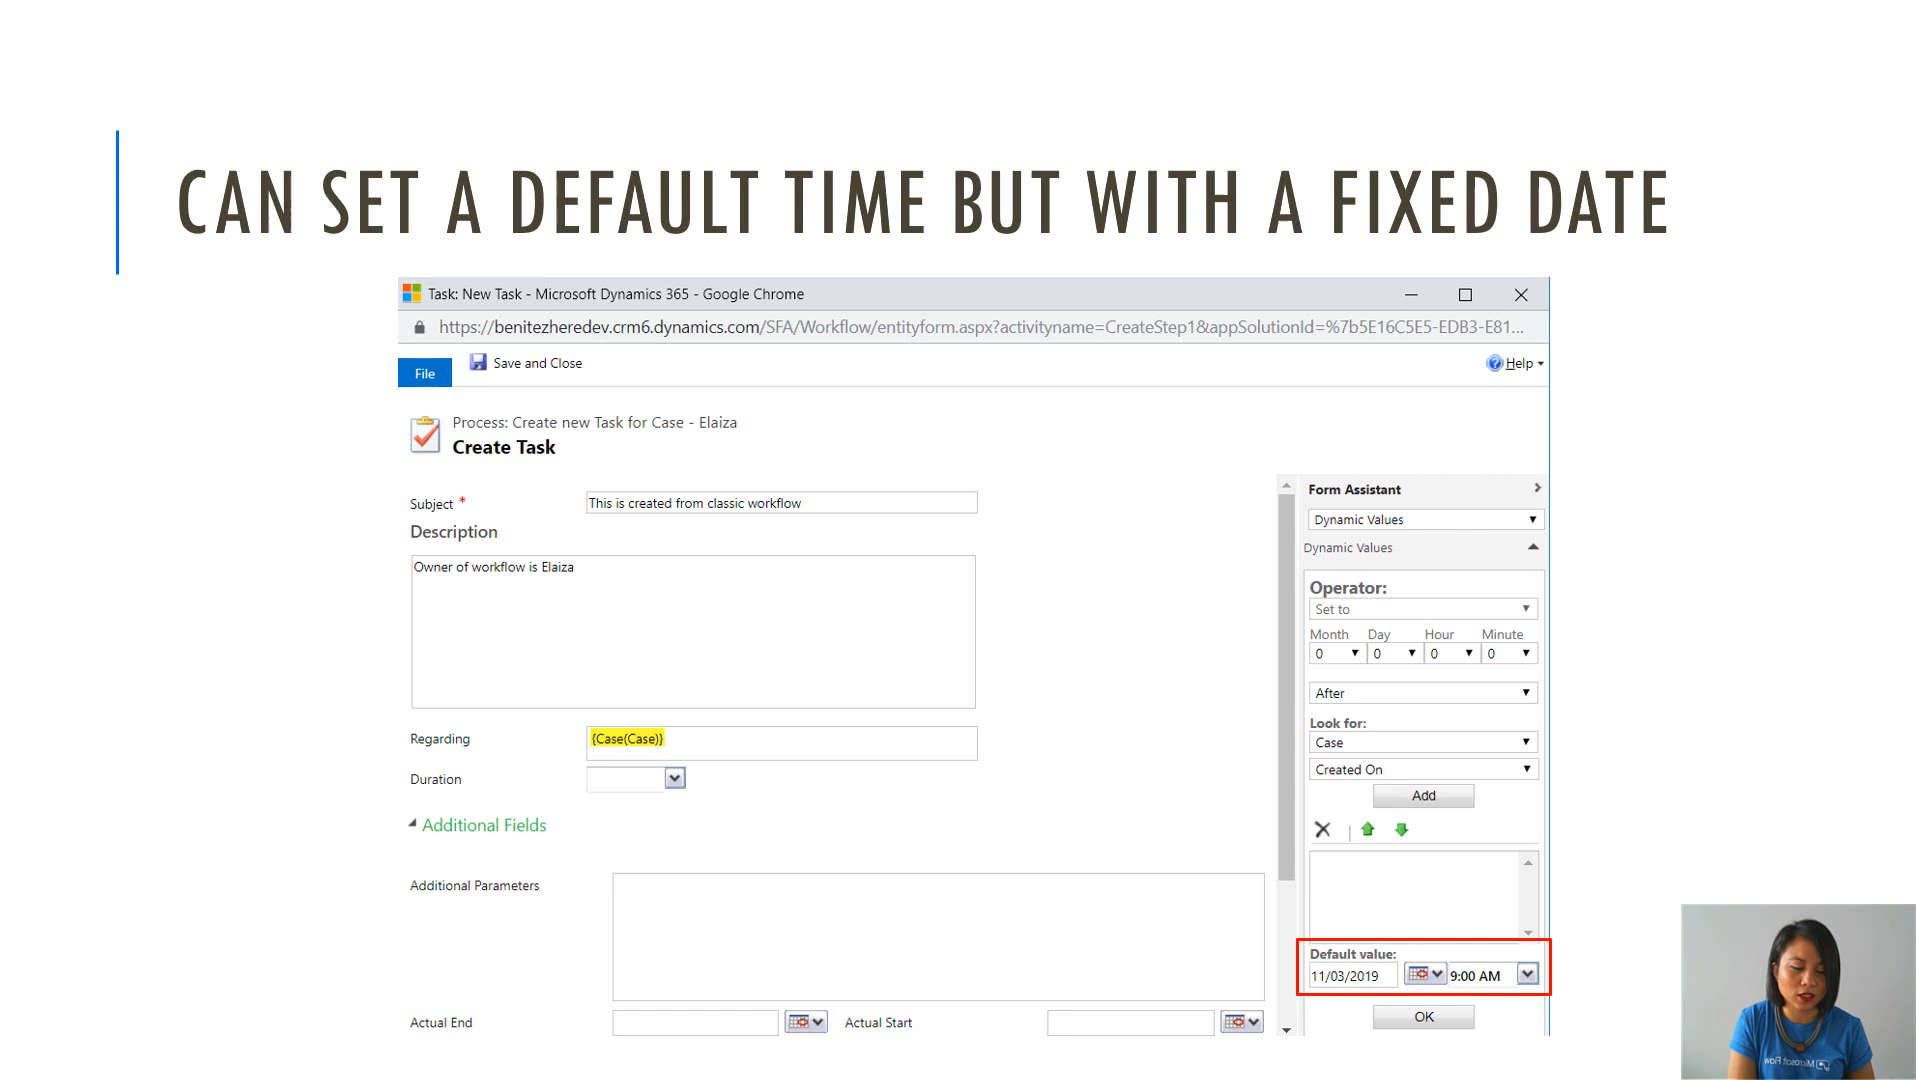 CAN SET A DEFAULT TIME BUT WITH A FIXED DATE
Task: New Task - Microsoft Dynamics 365 - Google Chrome
https://benitezheredev.crm6.dynamics.com/SFA/Workflow/entityform.aspx?activityname=CreateStep1&appSolutionId=%7b5E16C5E5-EDB3-E81...
File
Save and Close
Help
Process: Create new Task for Case - Elaiza
Create Task
Subject *
This is created from classic workflow
Description
Owner of workflow is Elaiza
Regarding
{Case(Case)}
Duration
Additional Fields
Additional Parameters
Actual End
Actual Start
Form Assistant
Dynamic Values
Dynamic Values
Operator:
Set to
Month Day Hour Minute
0 0 0 0
After
Look for:
Case
Created On
Add
Default value:
11/03/2019 9:00 AM
OK
Microsoft Flow